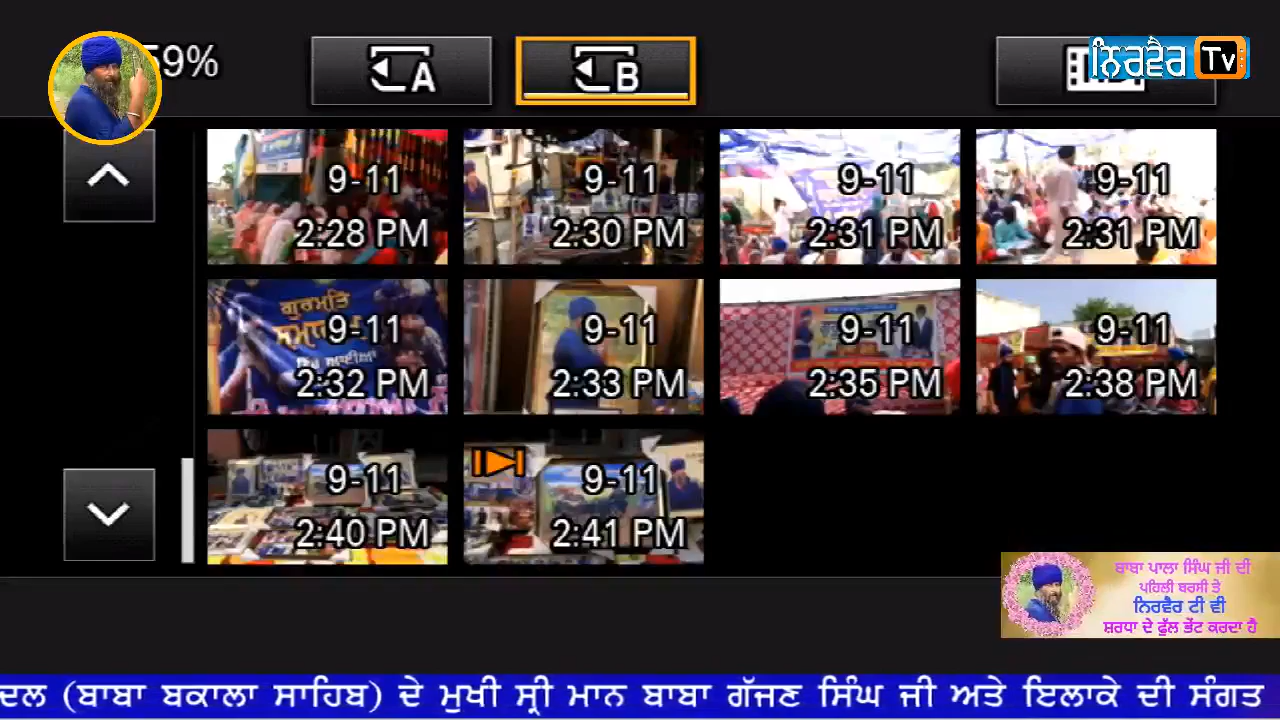 59%
A
B
ਨਿਰਵੈਰ Tv
9-11
2:28 PM
9-11
2:30 PM
9-11
2:31 PM
9-11
2:31 PM
ਗੁਰਮਤਿ
9-11
2:32 PM
9-11
2:33 PM
9-11
2:35 PM
9-11
2:38 PM
9-11
2:40 PM
9-11
2:41 PM
ਬਾਬਾ ਪਾਲਾ ਸਿੰਘ ਜੀ ਦੀ
ਪਹਿਲੀ ਬਰਸੀ ਤੇ
ਨਿਰਵੈਰ ਟੀ ਵੀ
ਸ਼ਰਧਾ ਦੇ ਫੁੱਲ ਭੇਂਟ ਕਰਦਾ ਹੈ
ਦਲ (ਬਾਬਾ ਬਕਾਲਾ ਸਾਹਿਬ) ਦੇ ਮੁਖੀ ਸ੍ਰੀ ਮਾਨ ਬਾਬਾ ਗੱਜਣ ਸਿੰਘ ਜੀ ਅਤੇ ਇਲਾਕੇ ਦੀ ਸੰਗਤ